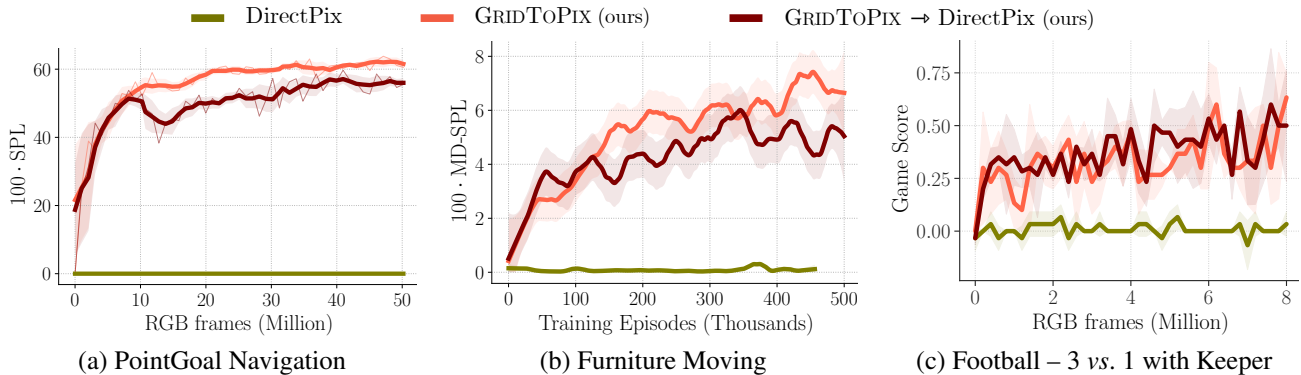 DirectPix GRIDTOPIX (ours) GRIDTOPIX → DirectPix (ours)
100 · SPL
60
40
20
0
0 10 20 30 40 50
RGB frames (Million)
(a) PointGoal Navigation
100 · MD-SPL
8
6
4
2
0
0 100 200 300 400 500
Training Episodes (Thousands)
(b) Furniture Moving
Game Score
0.75
0.50
0.25
0.00
0 2 4 6 8
RGB frames (Million)
(c) Football – 3 vs. 1 with Keeper